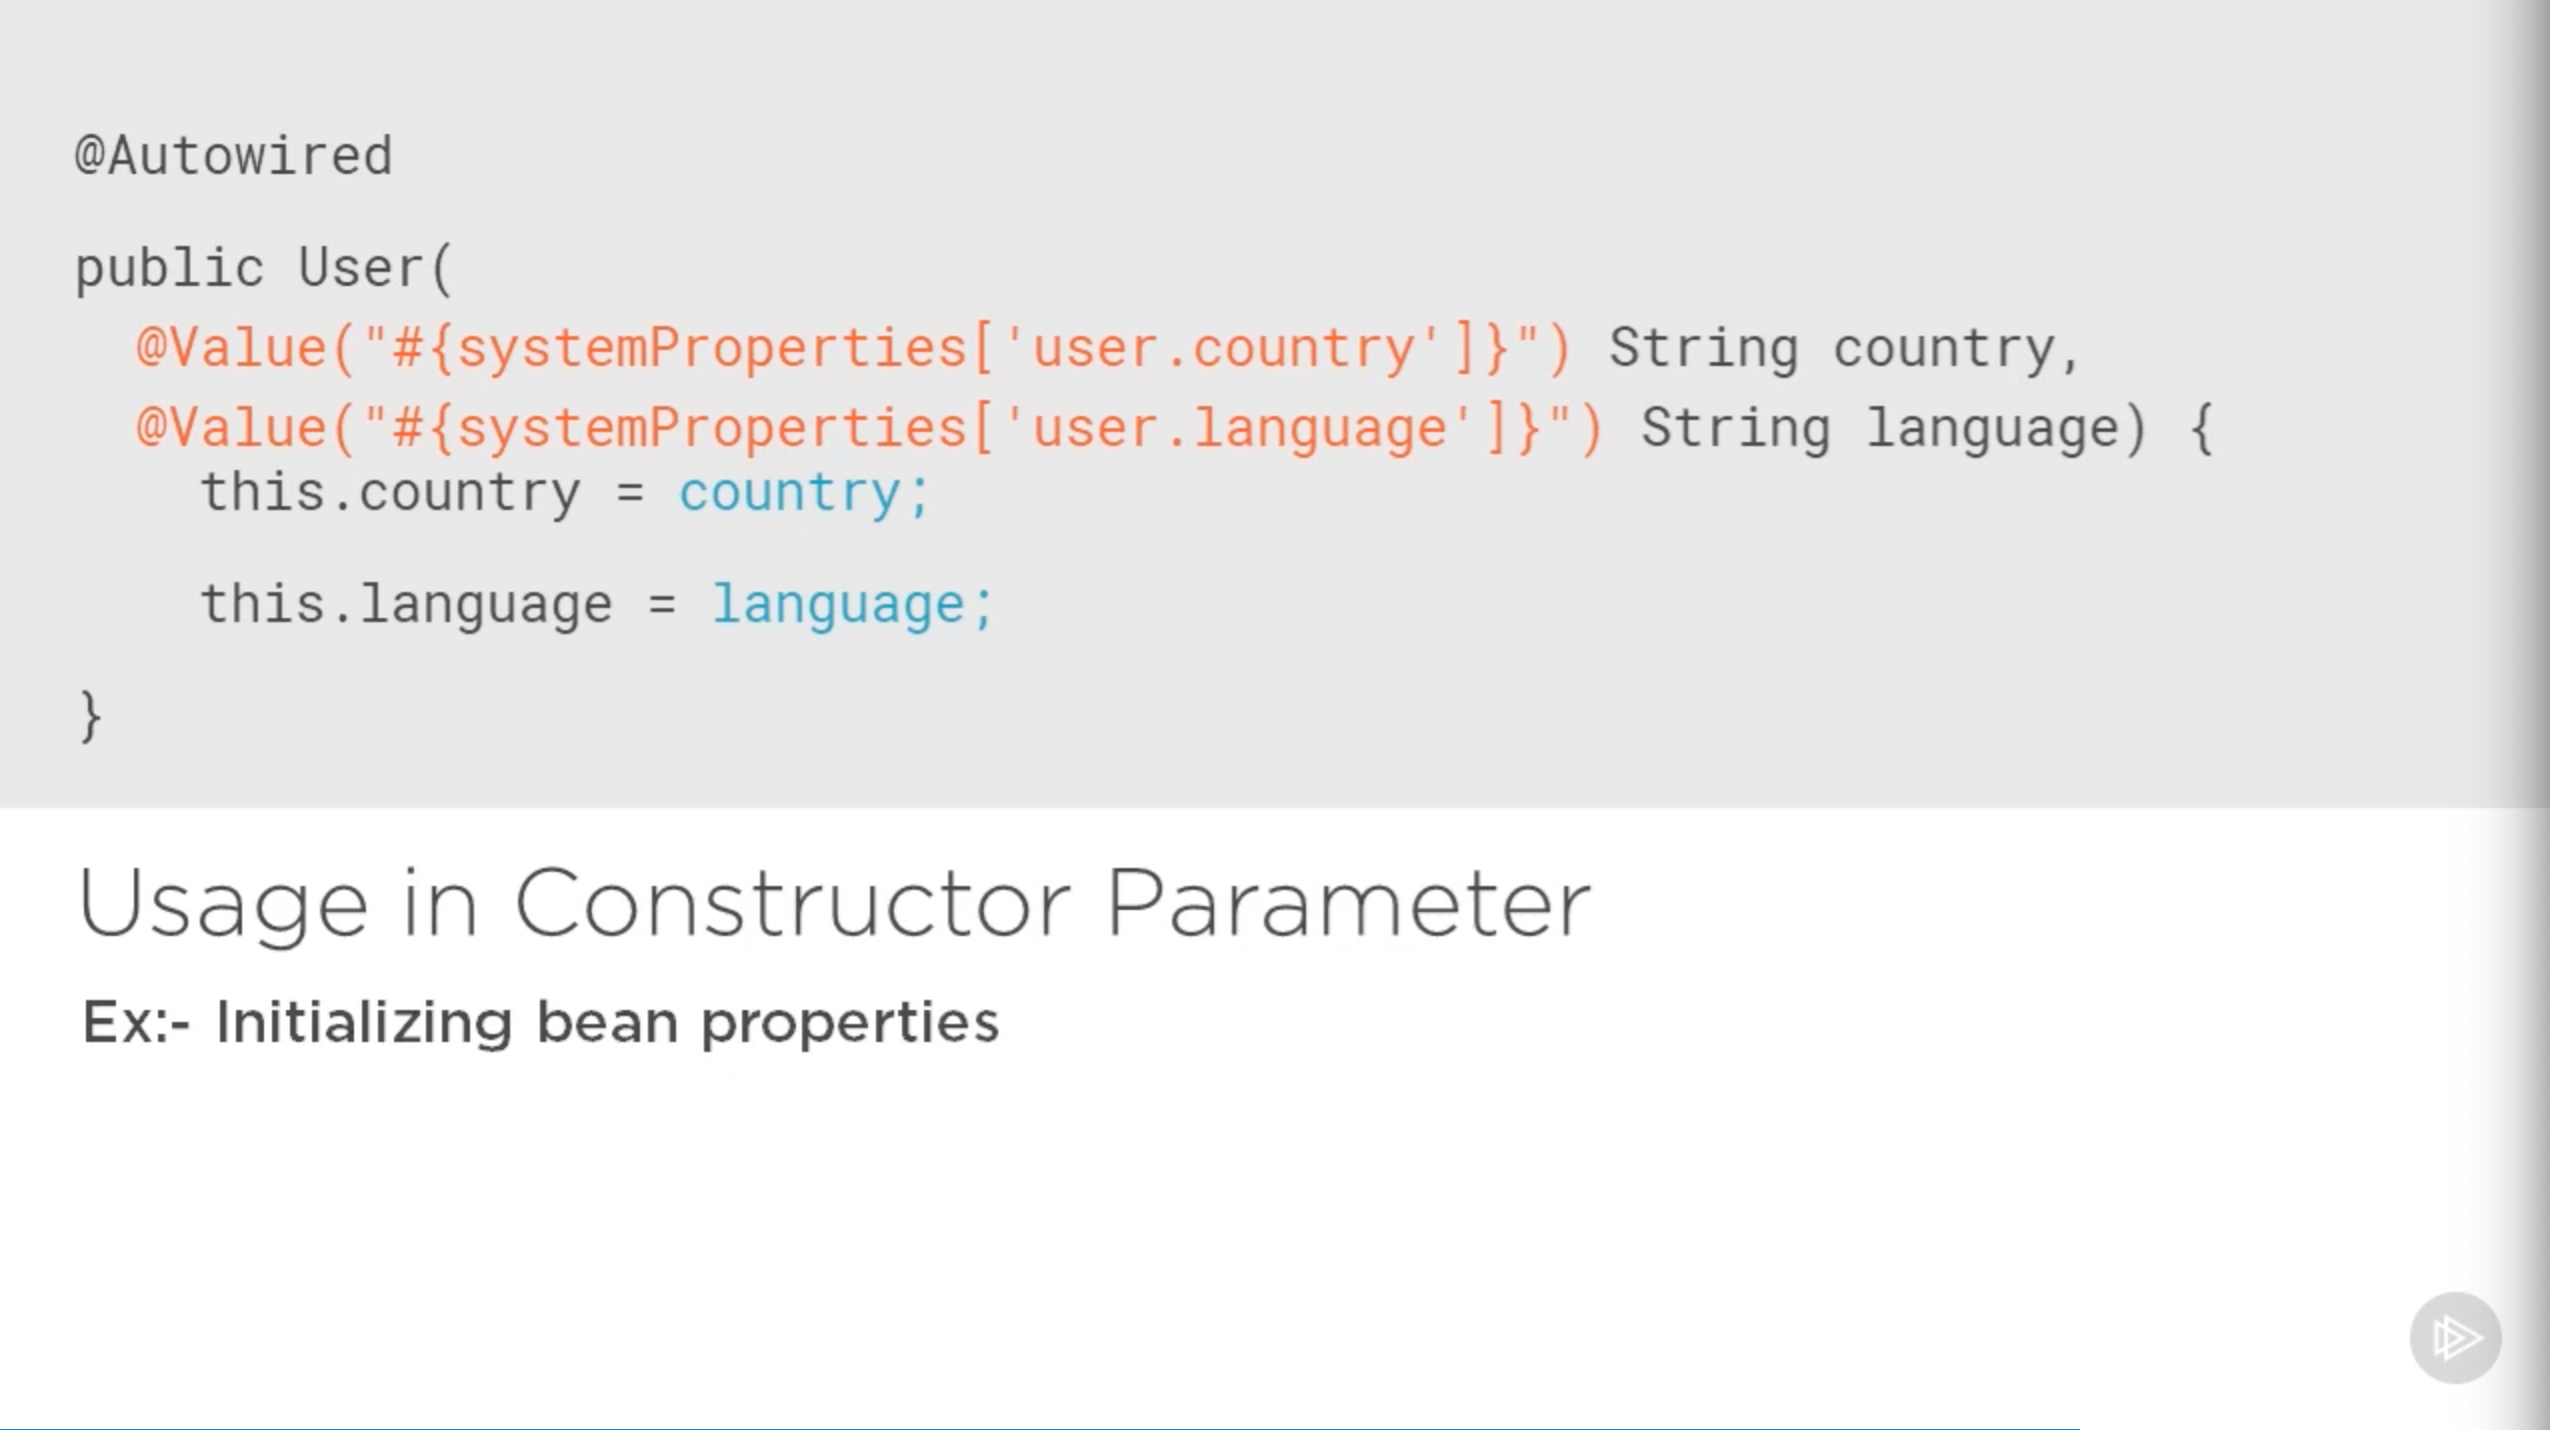 @Autowired
public User(
@Value("#{systemProperties['user.country']}") String country,
@Value("#{systemProperties['user.language']}") String language) {
this.country = country;
this.language = language;
}
Usage in Constructor Parameter
Ex:- Initializing bean properties